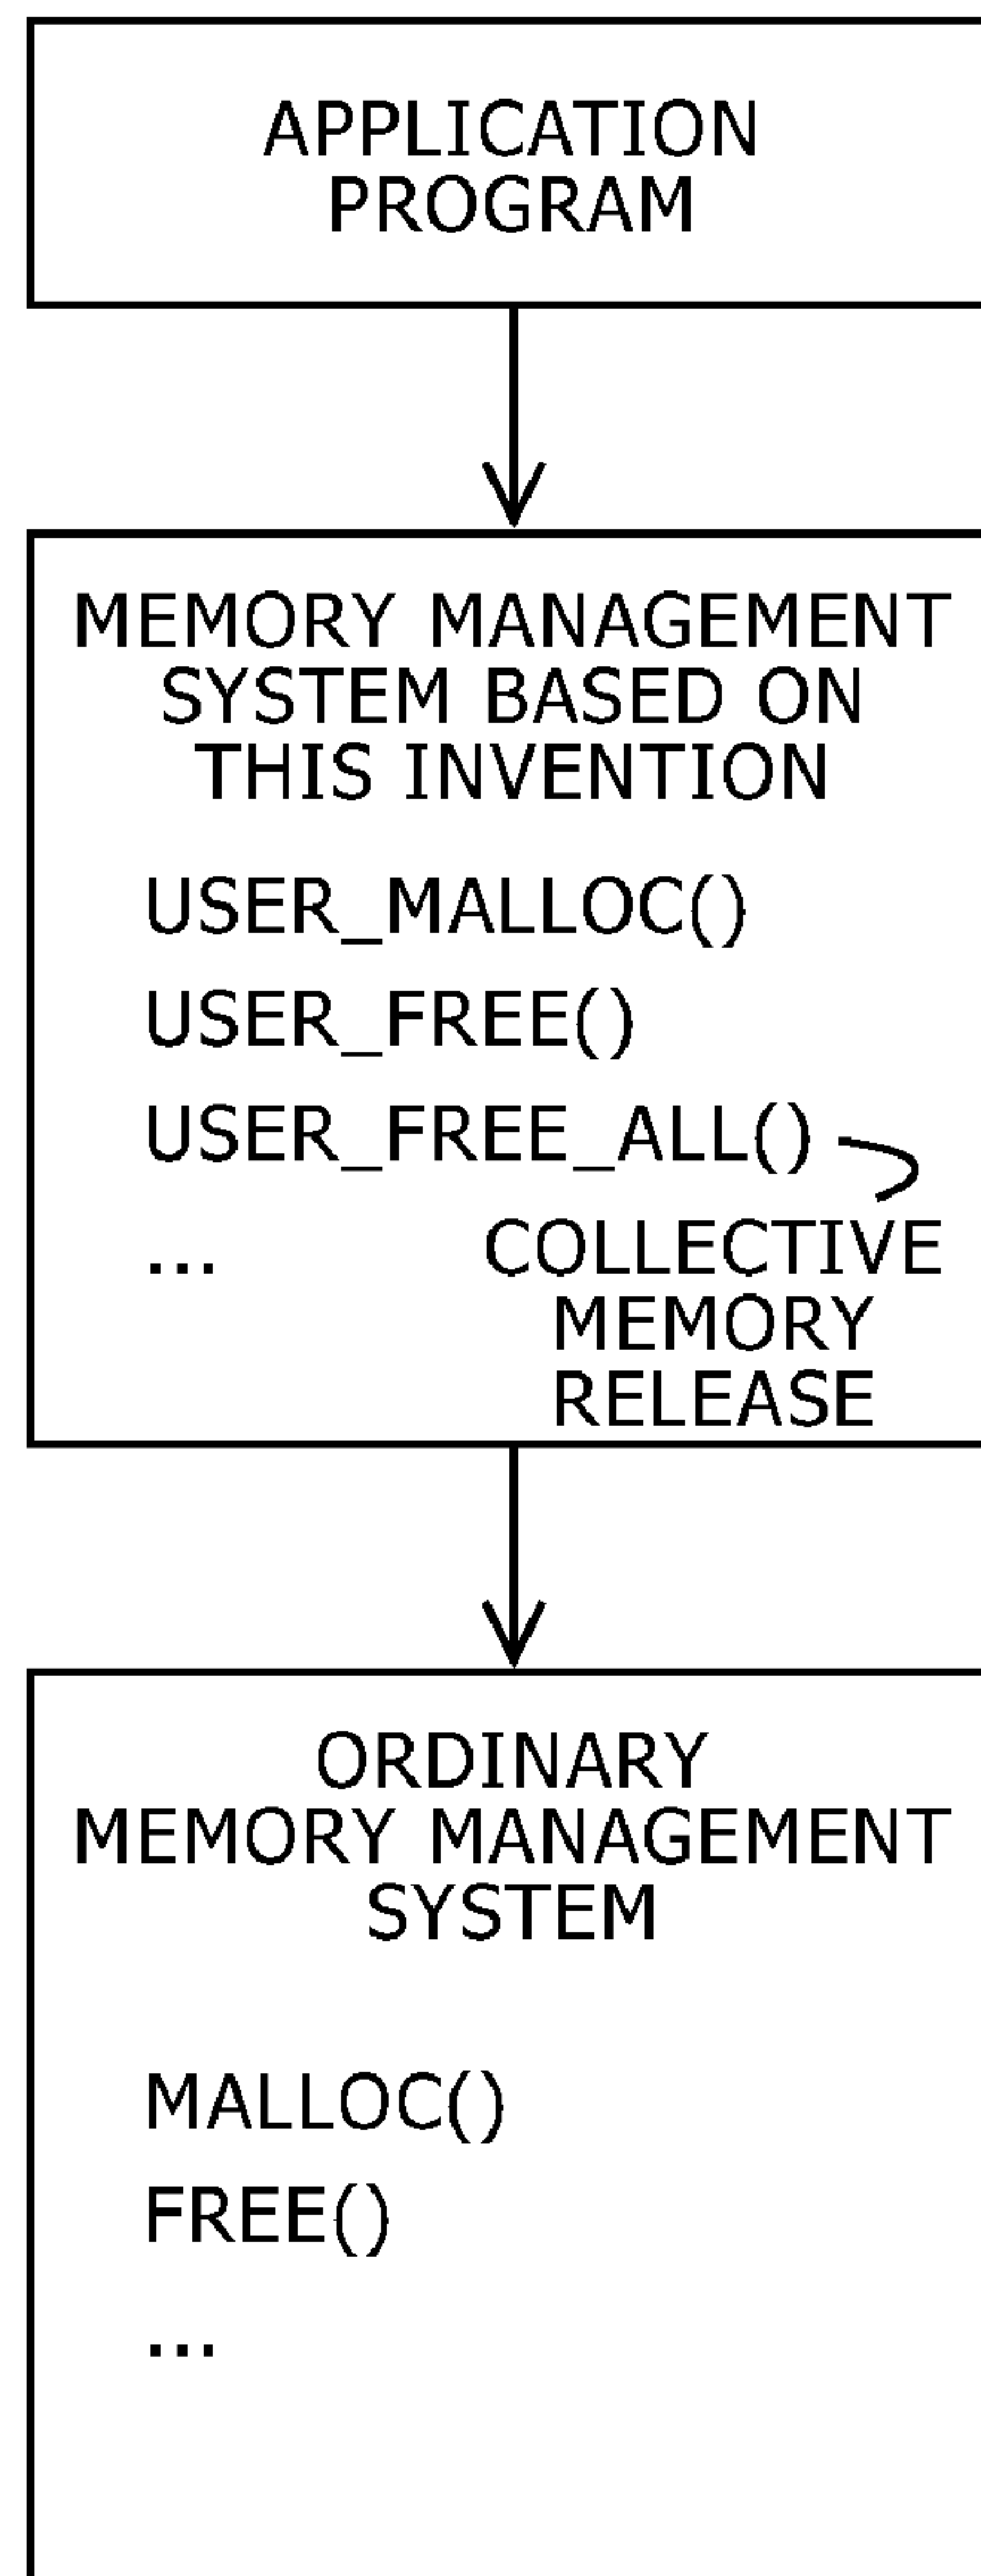 APPLICATION
PROGRAM
MEMORY MANAGEMENT
SYSTEM BASED ON
THIS INVENTION
USER_MALLOC()
USER_FREE()
USER_FREE_ALL()
...
COLLECTIVE
MEMORY
RELEASE
ORDINARY
MEMORY MANAGEMENT
SYSTEM
MALLOC()
FREE()
...